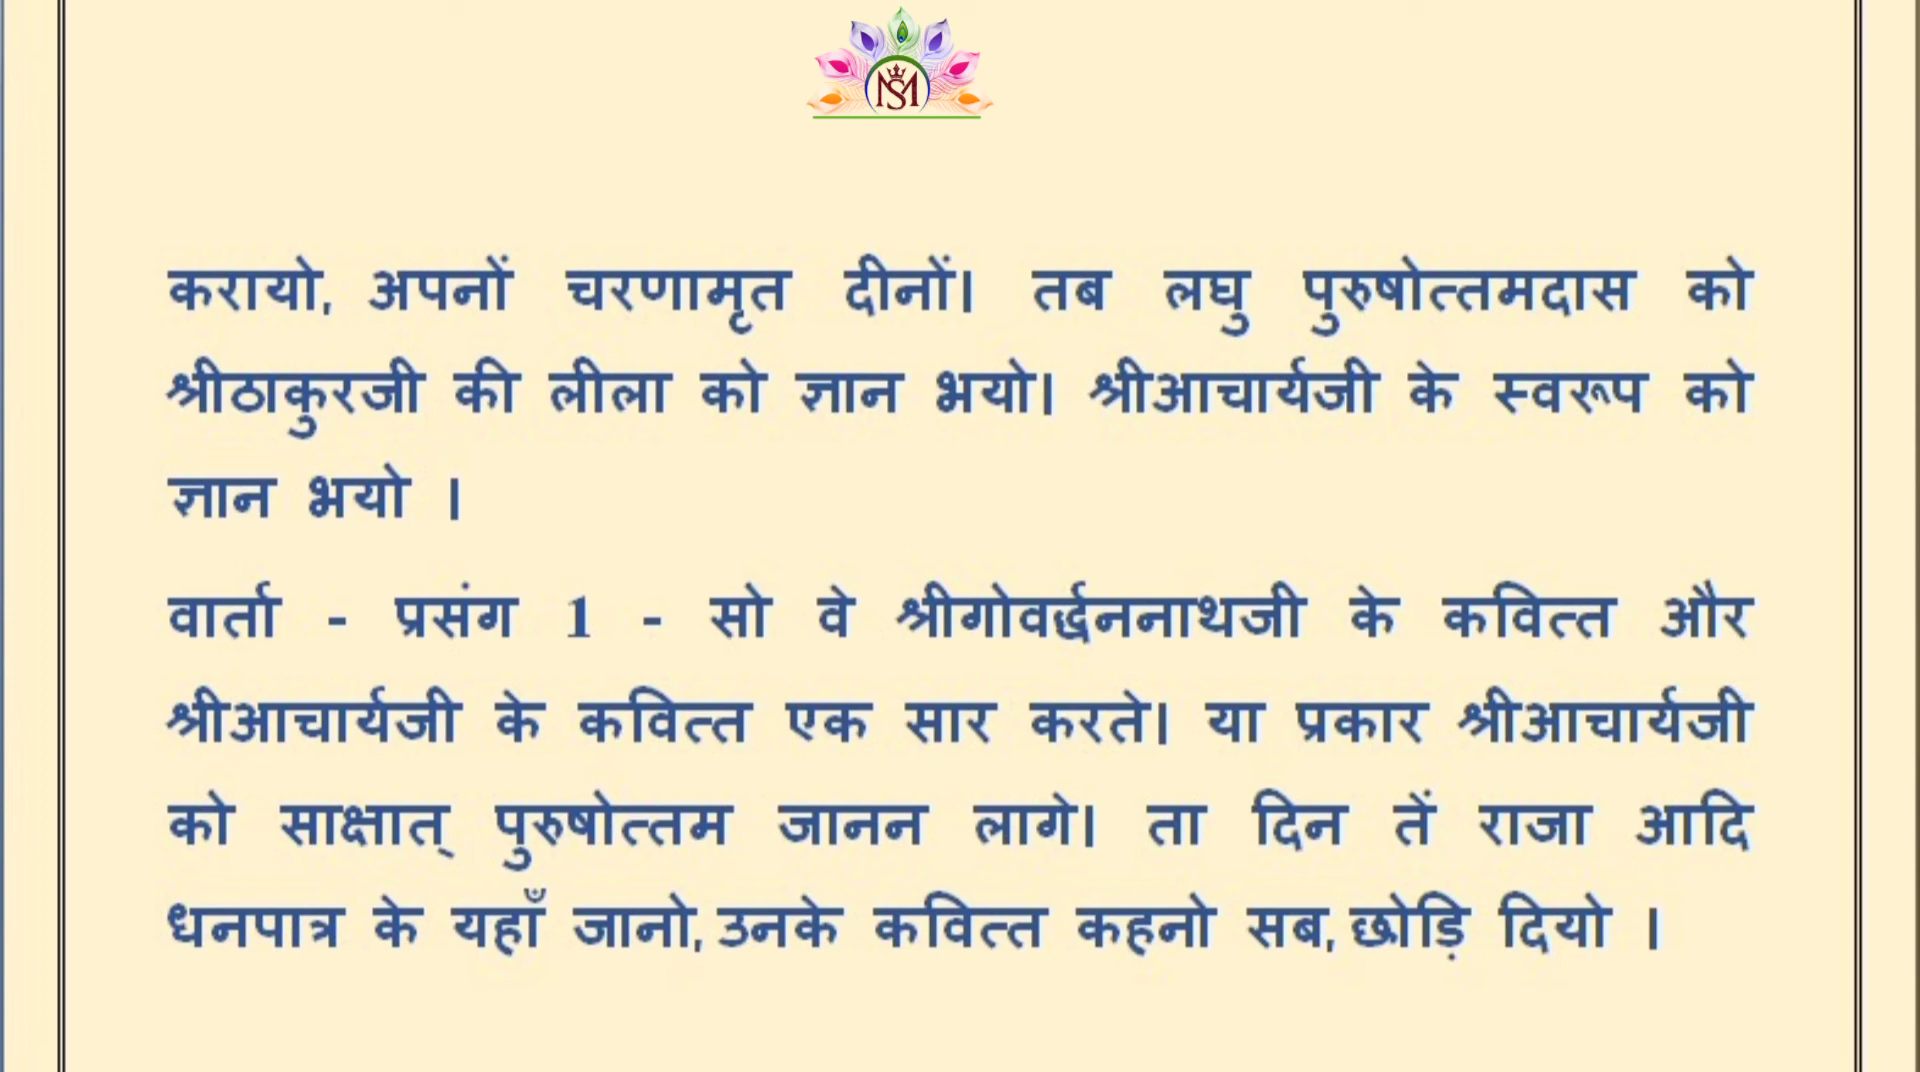 करायो, अपनों चरणामृत दीनों। तब लघु पुरुषोत्तमदास को
श्रीठाकुरजी की लीला को ज्ञान भयो। श्रीआचार्यजी के स्वरूप को
ज्ञान भयो ।
वार्ता - प्रसंग 1 - सो वे श्रीगोवर्द्धननाथजी के कवित्त और
श्रीआचार्यजी के कवित्त एक सार करते। या प्रकार श्रीआचार्यजी
को साक्षात् पुरुषोत्तम जानन लागे। ता दिन तें राजा आदि
धनपात्र के यहाँ जानो, उनके कवित्त कहनो सब, छोड़ि दियो ।